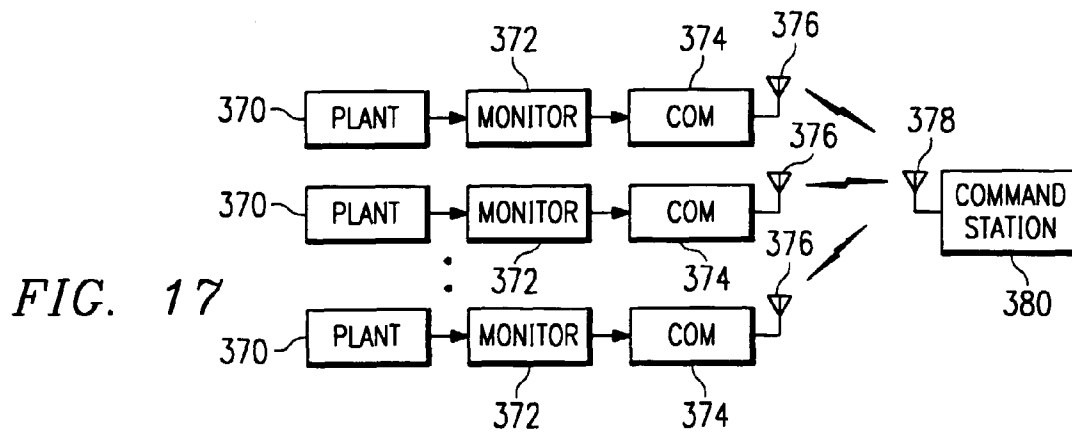 372
374
376
370
PLANT
MONITOR
COM
378
376
370
PLANT
MONITOR
COM
COMMAND
STATION
372
374
376
380
FIG. 17
370
PLANT
MONITOR
COM
372
374